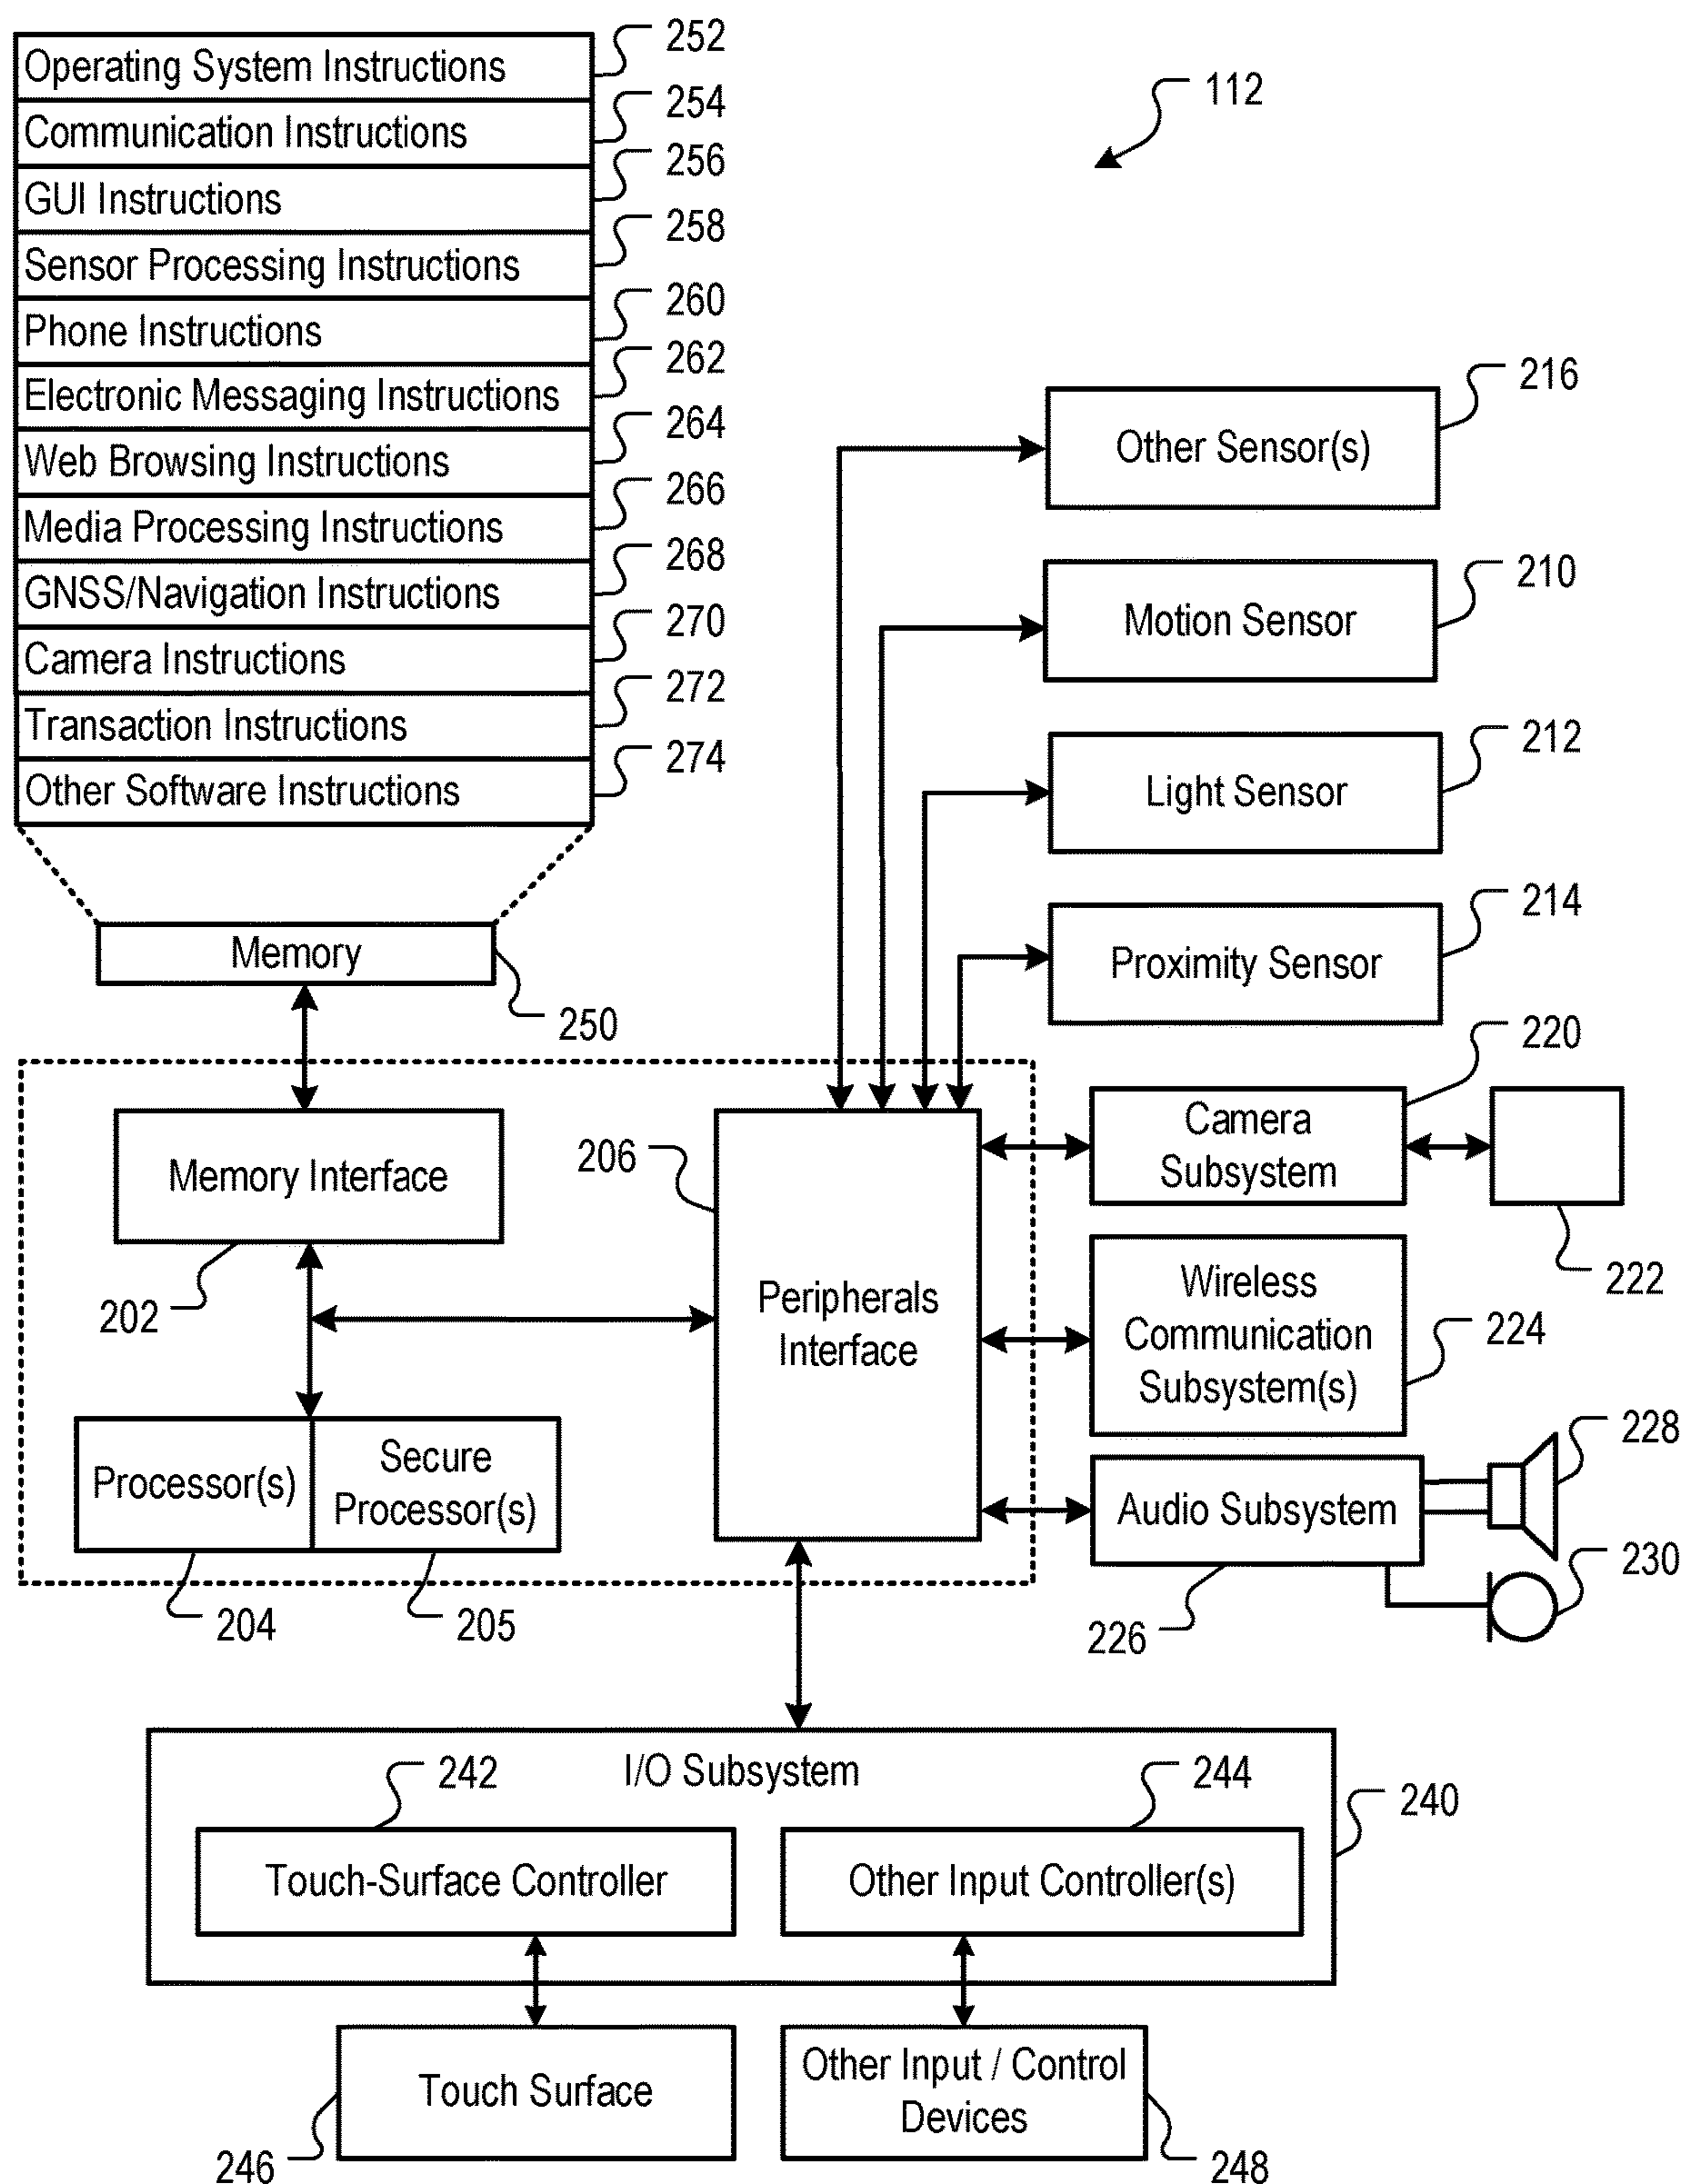 252
Operating System Instructions
254
Communication Instructions
112
256
GUI Instructions
258
Sensor Processing Instructions
260
Phone Instructions
262
Electronic Messaging Instructions
264
Web Browsing Instructions
266
Media Processing Instructions
268
GNSS/Navigation Instructions
270
Camera Instructions
272
Transaction Instructions
274
Other Software Instructions
Memory
250
216
Other Sensor(s)
210
Motion Sensor
212
Light Sensor
214
Proximity Sensor
220
Camera
Subsystem
222
Memory Interface
202
206
Peripherals
Interface
Wireless
Communication
Subsystem(s)
224
228
Processor(s)
Secure
Processor(s)
204
205
Audio Subsystem
226
230
I/O Subsystem
242
244
240
Touch-Surface Controller
Other Input Controller(s)
Touch Surface
Other Input / Control
Devices
246
248